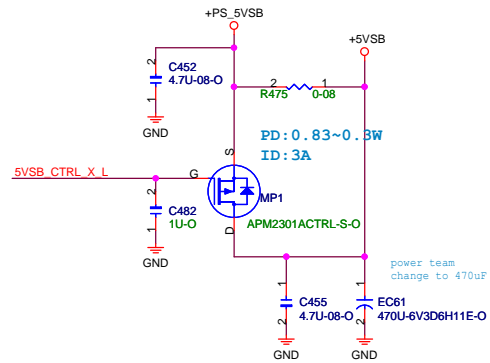 +PS_5VSB
+5VSB
2
C452
4.7U-08-O
1
GND
2
1
R475
0-08
PD:0.83~0.3W
ID:3A
S
5VSB_CTRL_X_L
G
MP1
2
C482
1U-O
1
GND
D
APM2301ACTRL-S-O
power team
change to 470uF
1
C455
4.7U-08-O
2
GND
1
EC61
470U-6V3D6H11E-O
2
GND